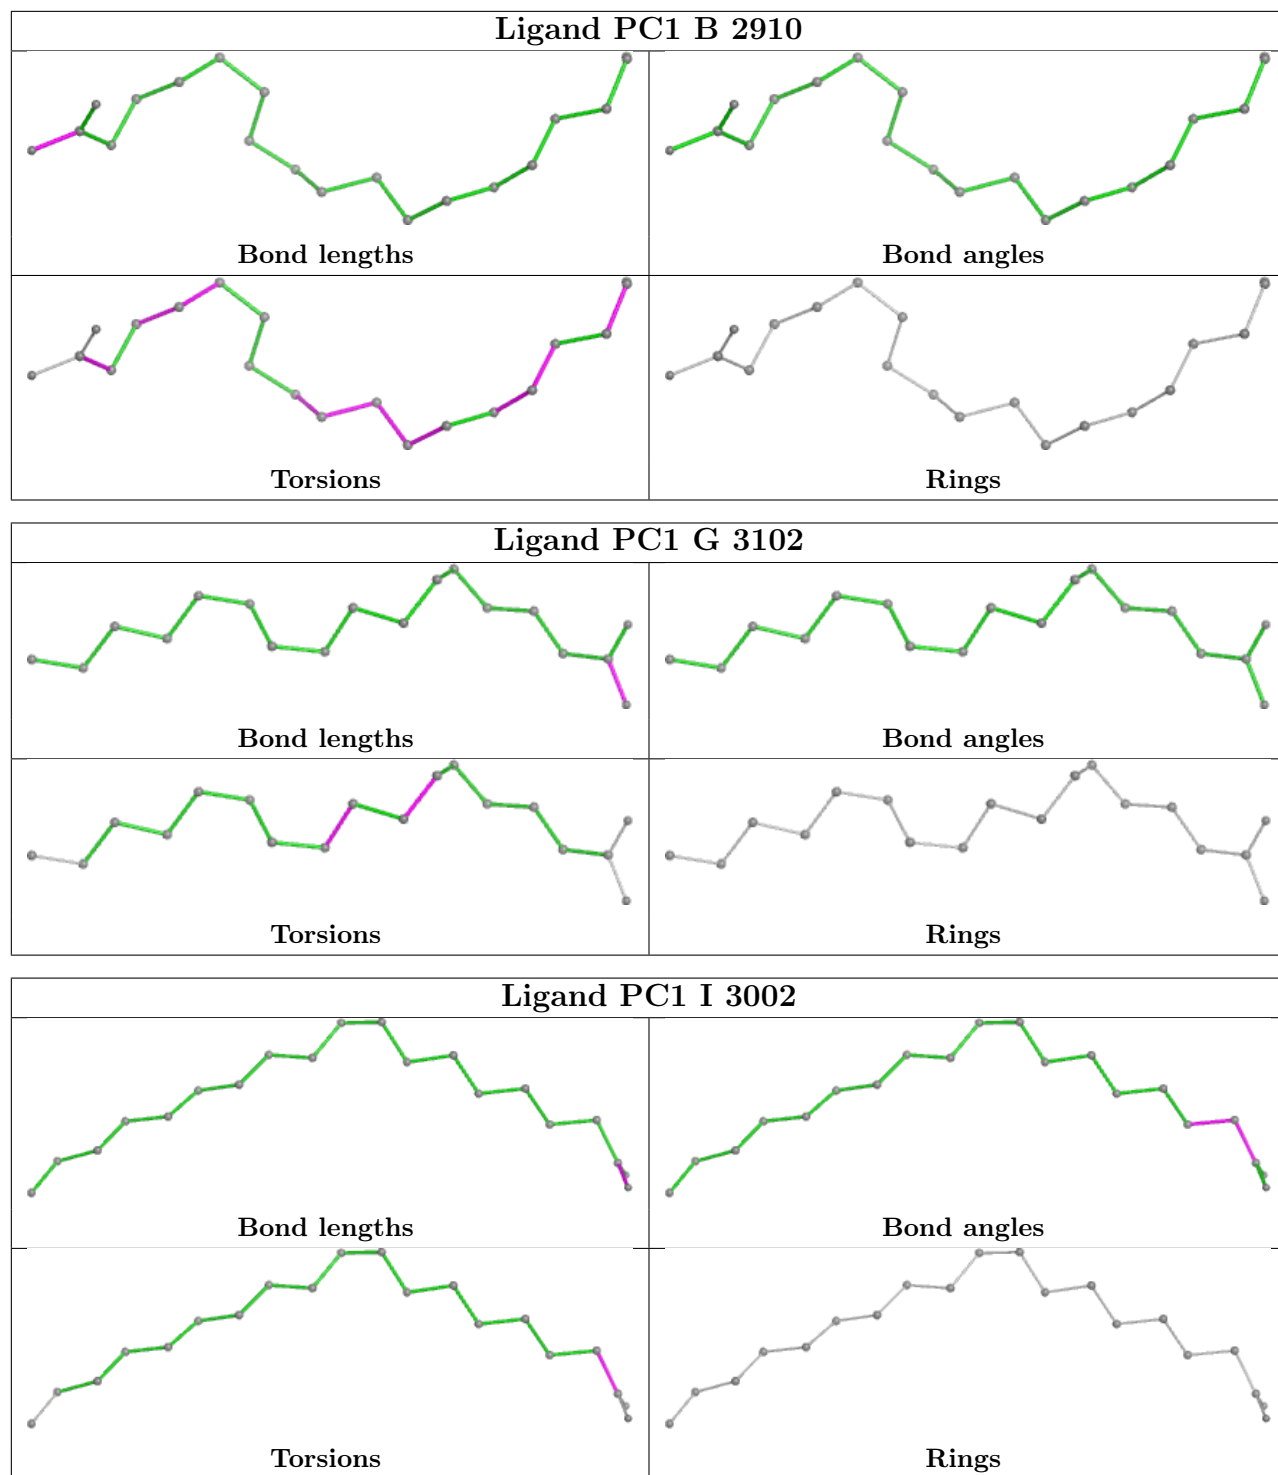 Ligand PC1 B 2910
Bond lengths
Bond angles
Torsions
Rings
Ligand PC1 G 3102
Bond lengths
Bond angles
Torsions
Rings
Ligand PC1 I 3002
Bond lengths
Bond angles
Torsions
Rings